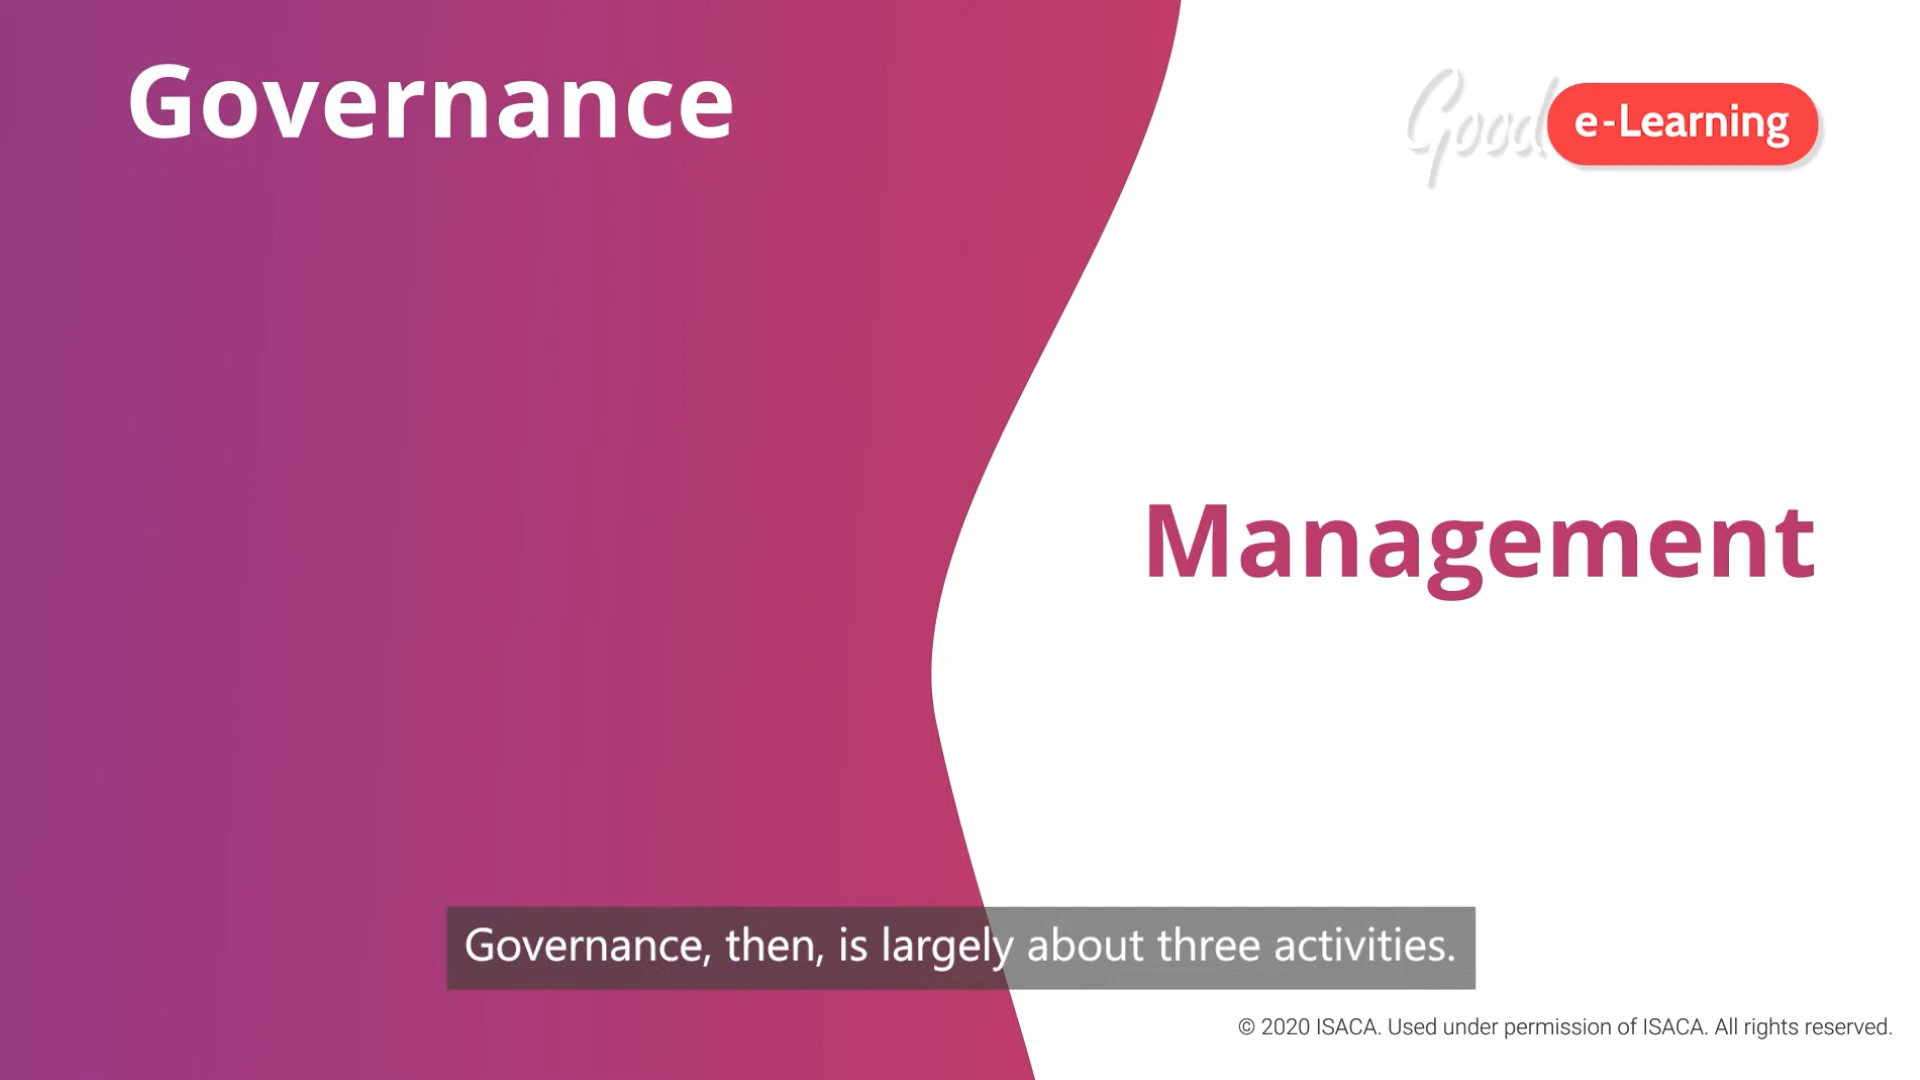 Governance
Good e-Learning
Management
Governance, then, is largely about three activities.
© 2020 ISACA. Used under permission of ISACA. All rights reserved.